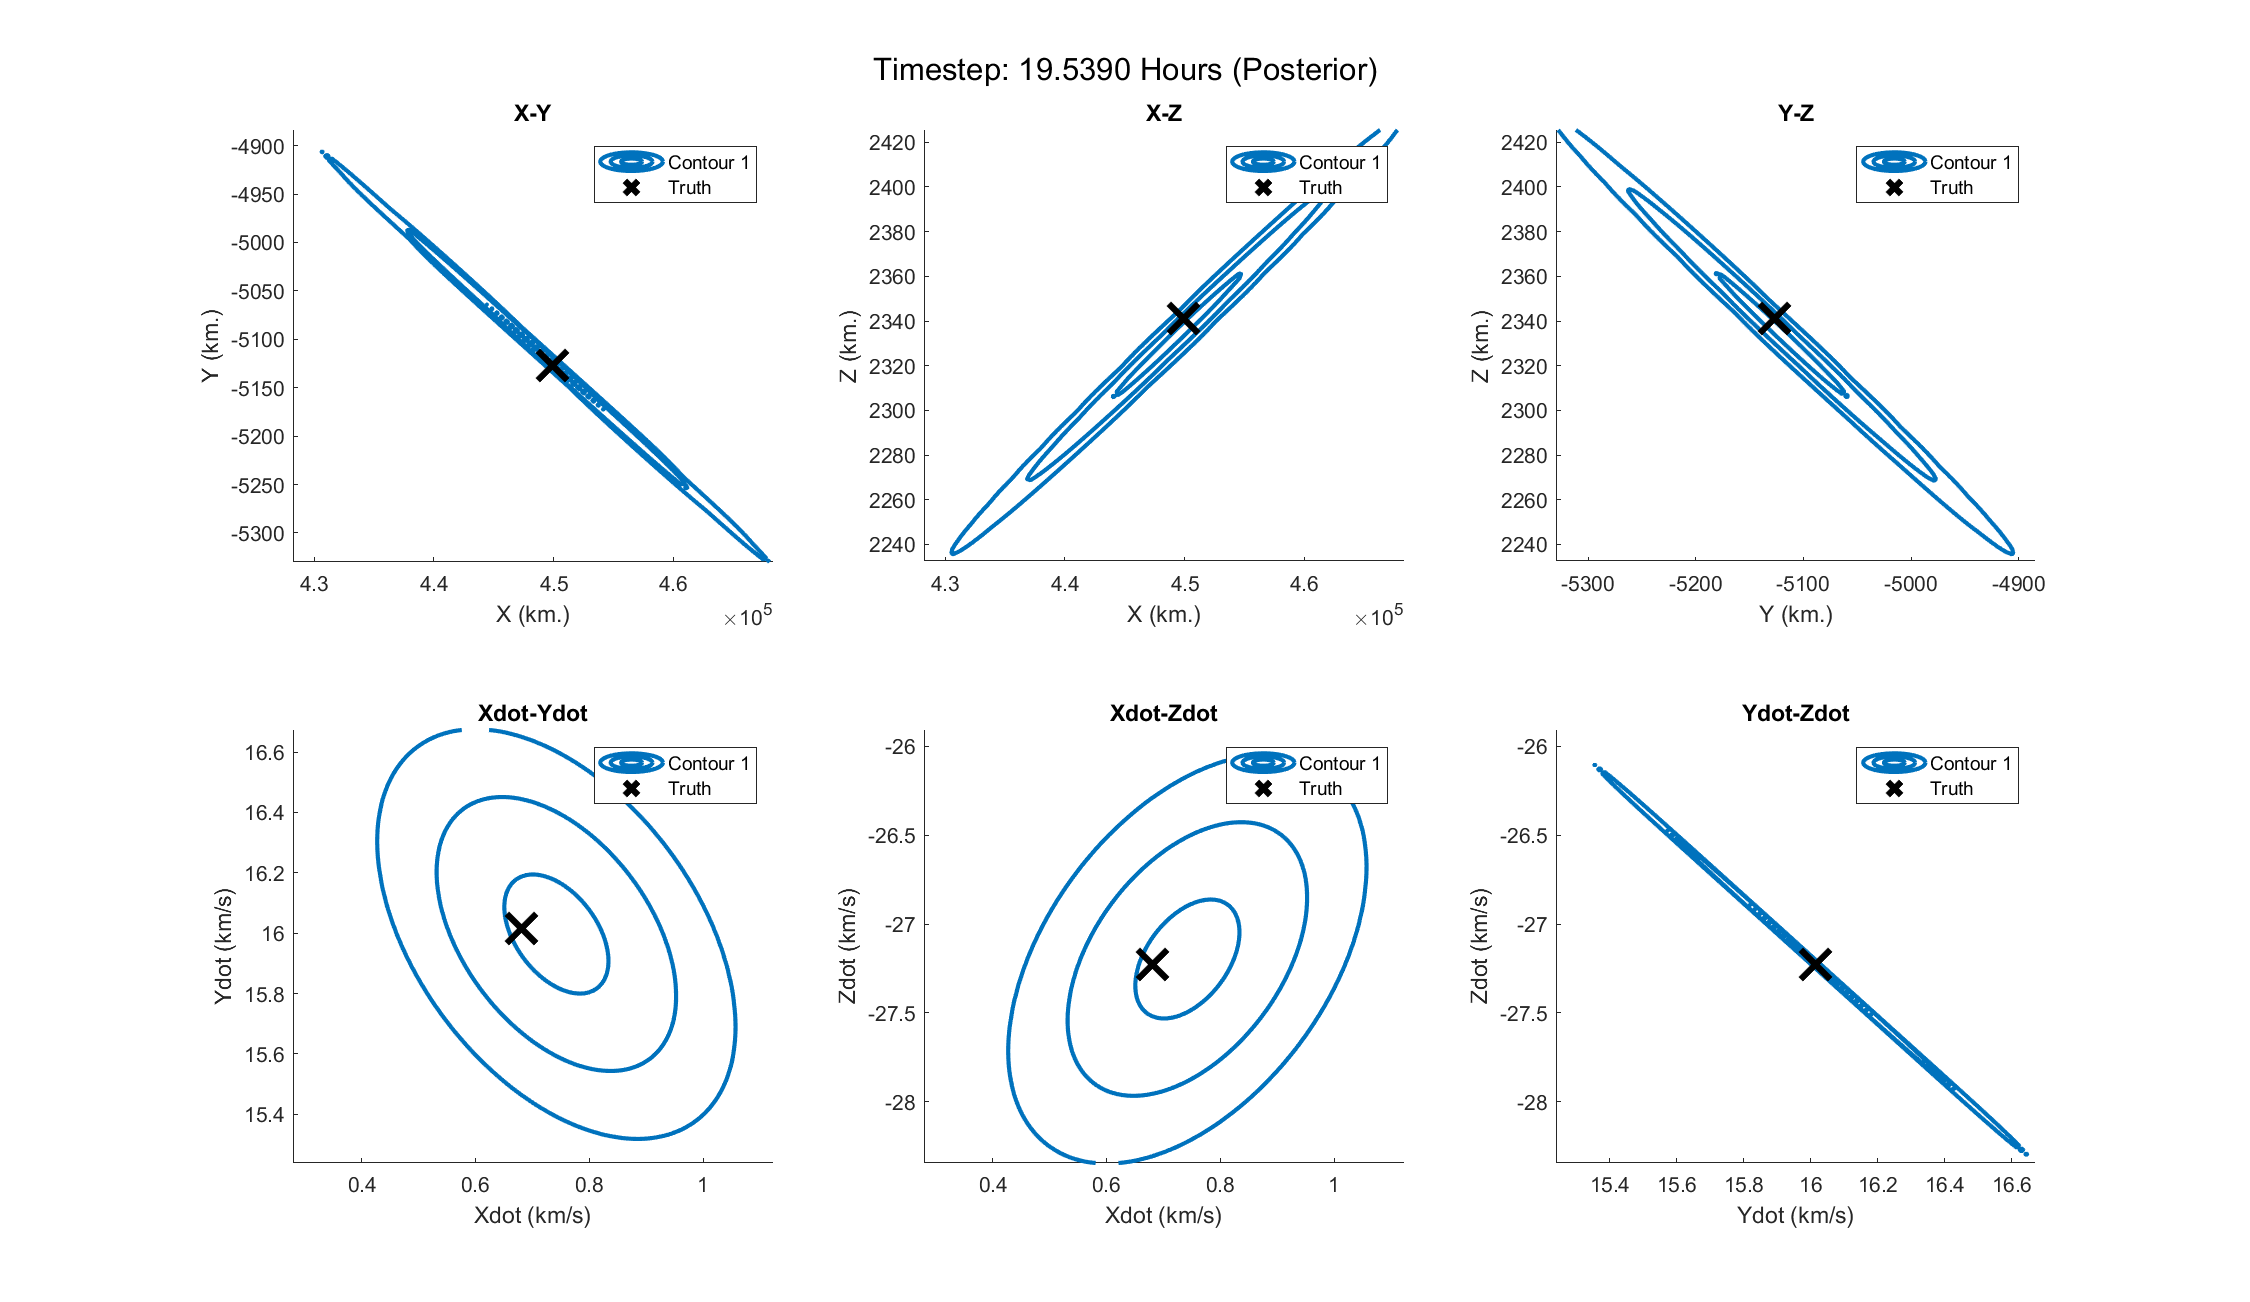 Timestep: 19.5390 Hours (Posterior)
X-Y
-4900
-4950
-5000
-5050
-5100
-5150
-5200
-5250
-5300
Y (km.)
4.3 4.4 4.5 4.6
×10^5
X (km.)
Contour 1
Truth
X-Z
2420
2400
2380
2360
2340
2320
2300
2280
2260
2240
Z (km.)
4.3 4.4 4.5 4.6
×10^5
X (km.)
Contour 1
Truth
Y-Z
2420
2400
2380
2360
2340
2320
2300
2280
2260
2240
Z (km.)
-5300 -5200 -5100 -5000 -4900
Y (km.)
Contour 1
Truth
Xdot-Ydot
16.6
16.4
16.2
16
15.8
15.6
15.4
Ydot (km/s)
0.4 0.6 0.8 1
Xdot (km/s)
Contour 1
Truth
Xdot-Zdot
-26
-26.5
-27
-27.5
-28
Zdot (km/s)
0.4 0.6 0.8 1
Xdot (km/s)
Contour 1
Truth
Ydot-Zdot
-26
-26.5
-27
-27.5
-28
Zdot (km/s)
15.4 15.6 15.8 16 16.2 16.4 16.6
Ydot (km/s)
Contour 1
Truth